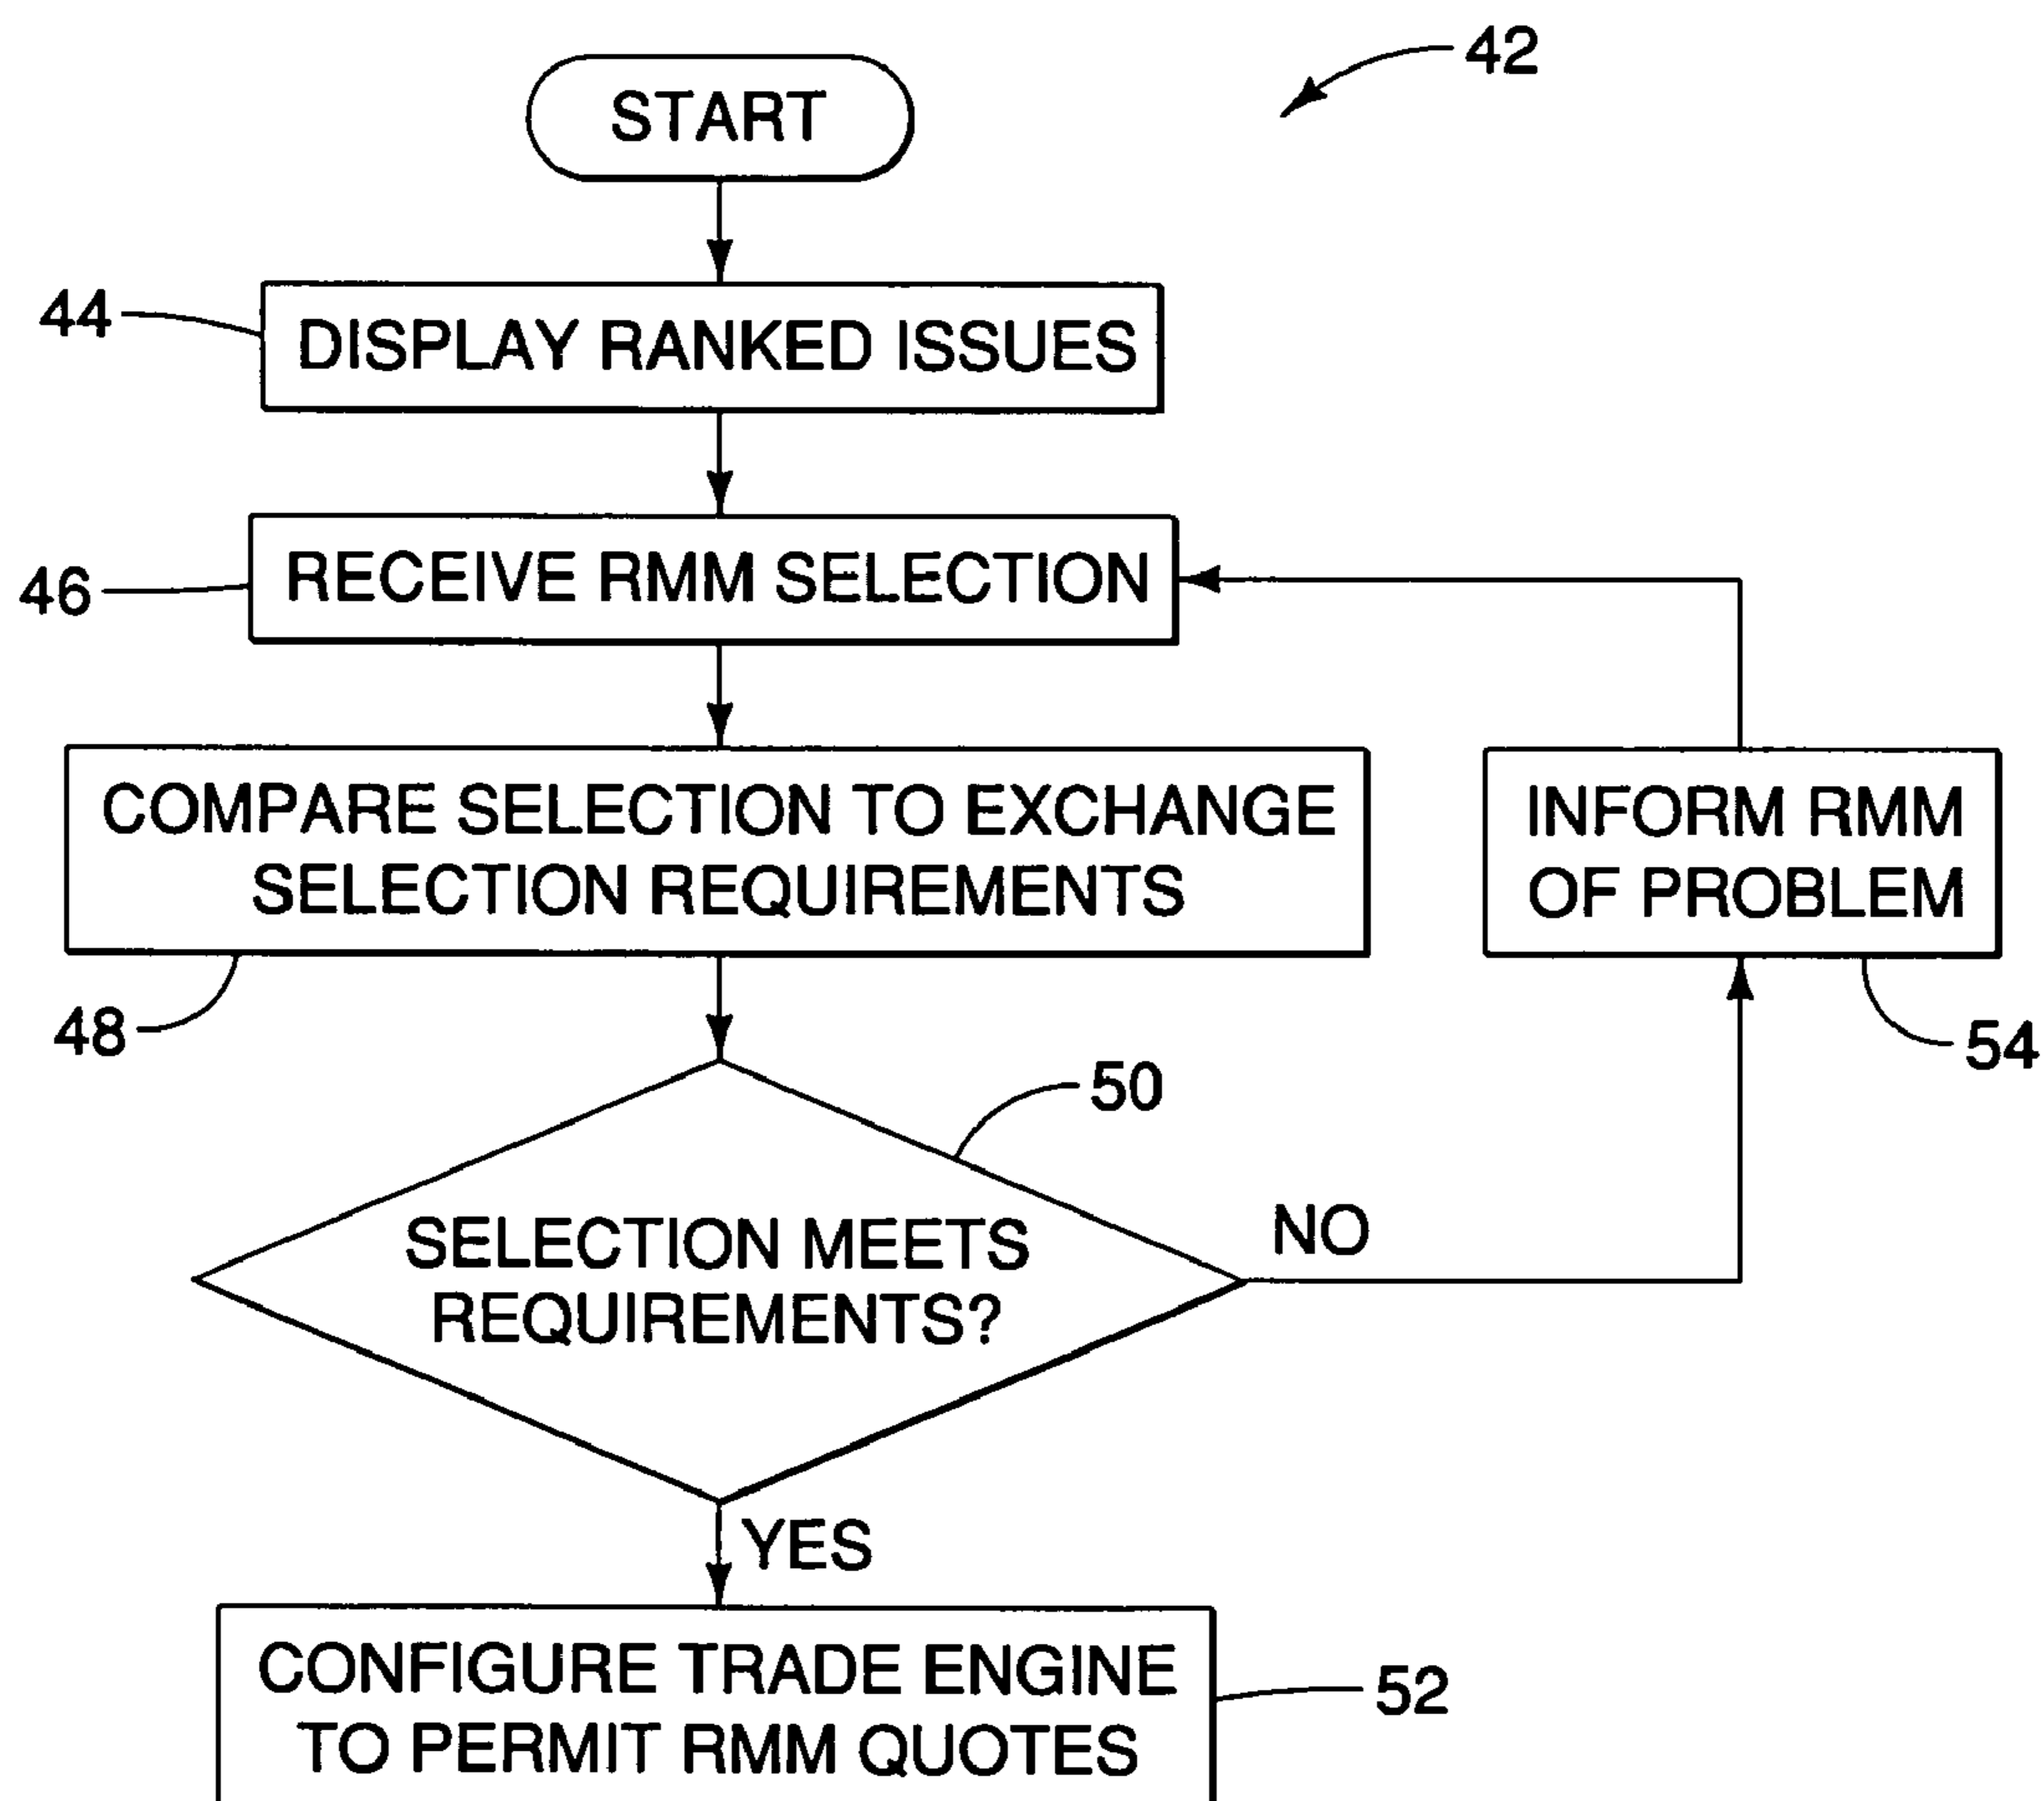 42
START
44
DISPLAY RANKED ISSUES
46
RECEIVE RMM SELECTION
COMPARE SELECTION TO EXCHANGE
SELECTION REQUIREMENTS
48
INFORM RMM
OF PROBLEM
54
50
SELECTION MEETS
REQUIREMENTS?
NO
YES
CONFIGURE TRADE ENGINE
TO PERMIT RMM QUOTES
52